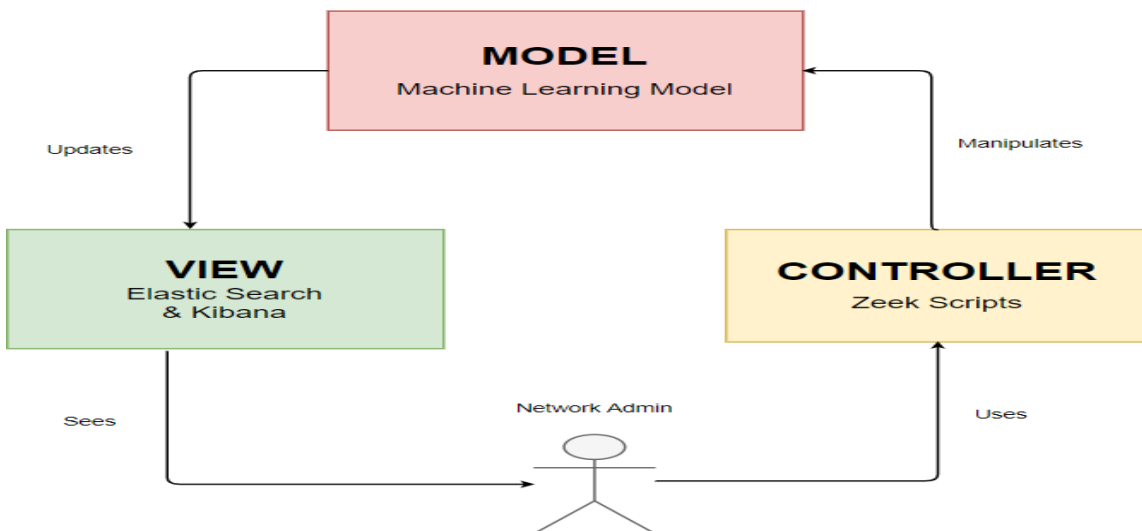 MODEL
Machine Learning Model
Updates
Manipulates
VIEW
Elastic Search
& Kibana
CONTROLLER
Zeek Scripts
Network Admin
Sees
Uses